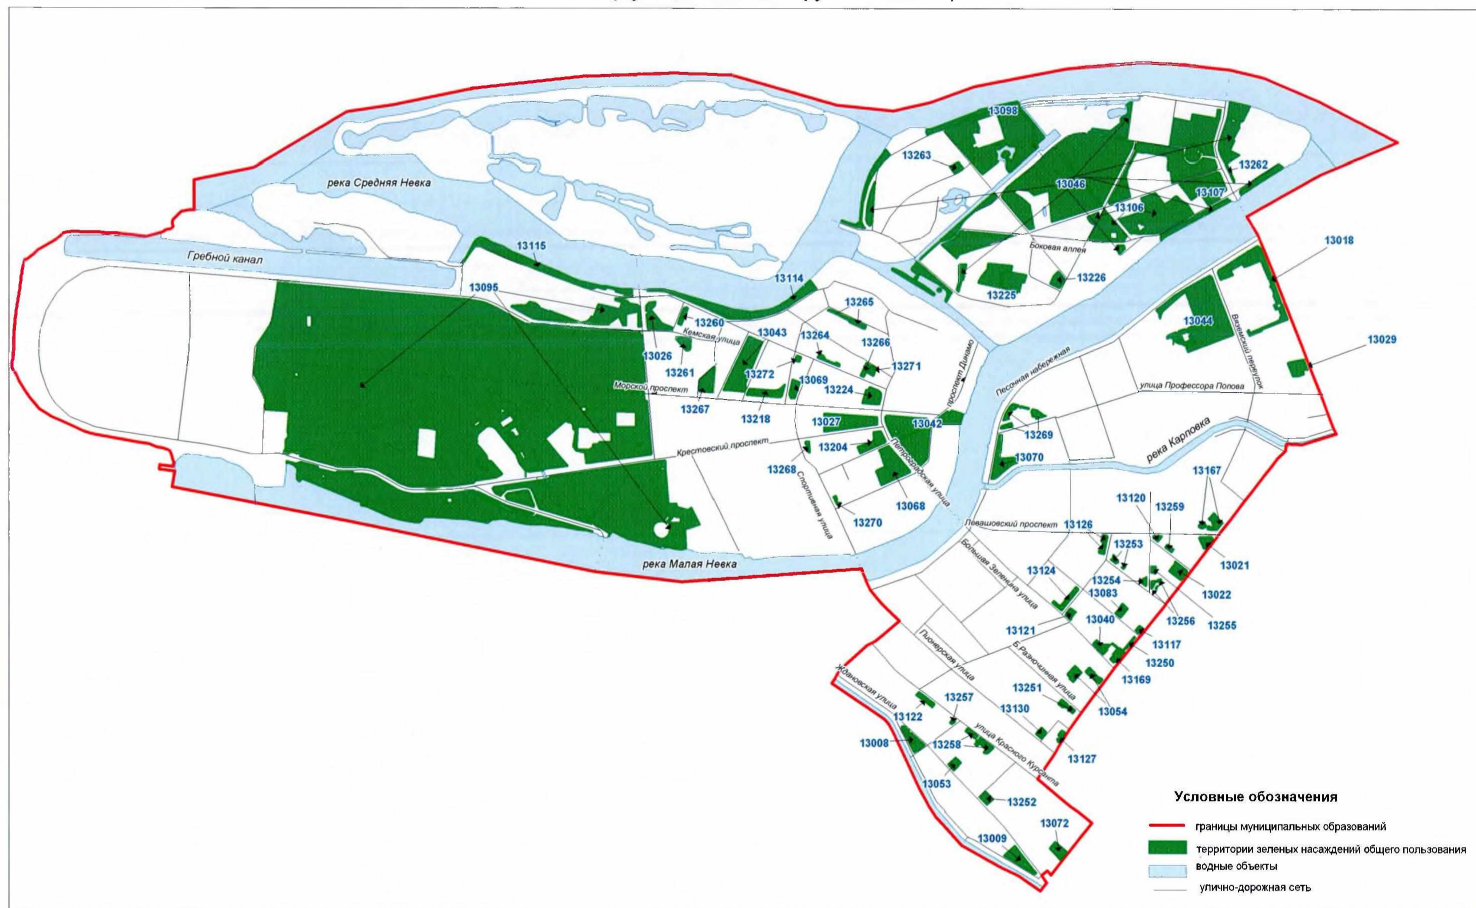 13098
13263
13262
река Средняя Невка
13046
13107
13106
13018
Боковая аллея
13115
Гребной канал
13114
13226
13095
13225
13265
13260
13043
13264
13044
Вяземский переулок
Кемская улица
13266
13029
13026
13261
13272
13271
проспект Динамо
Песочная набережная
13069
Морской проспект
13224
улица Профессора Попова
13267
13218
13027
13042
13269
река Карповка
Крестовский проспект
13204
13268
Петроградская улица
13070
13167
Спортивная улица
13068
13270
13120
13259
Левашовский проспект
13126
13253
река Малая Невка
Большая Зеленина улица
13124
13254
13021
13083
13022
13256
13255
13121
13040
13117
Пионерская улица
Б.Разночинная улица
13250
13169
Ждановская улица
13251
13054
13257
13130
13122
13008
13258
улица Красного Курсанта
13127
13053
13252
13072
13009
Условные обозначения
границы муниципальных образований
территории зеленых насаждений общего пользования
водные объекты
улично-дорожная сеть